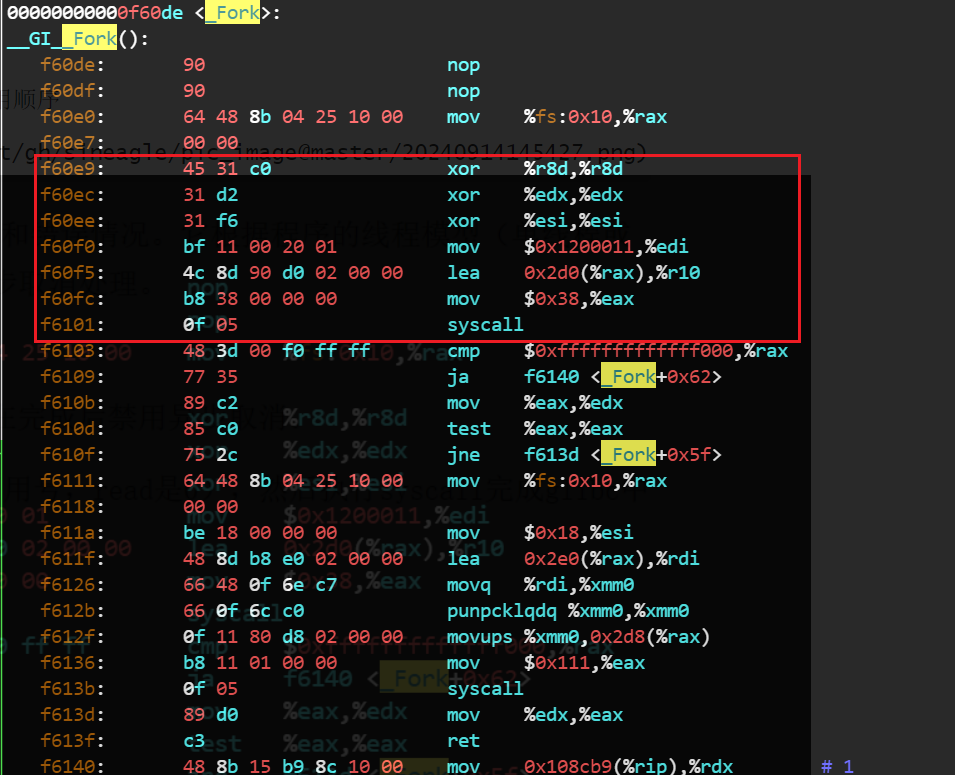 00000000000f60de <_Fork>:
__GI__Fork():
f60de: 90 nop
f60df: 90 nop
f60e0: 64 48 8b 04 25 10 00 mov %fs:0x10,%rax
f60e7: 00 00
f60e9: 45 31 c0 xor %r8d,%r8d
f60ec: 31 d2 xor %edx,%edx
f60ee: 31 f6 xor %esi,%esi
f60f0: bf 11 00 20 01 mov $0x1200011,%edi
f60f5: 4c 8d 90 d0 02 00 00 lea 0x2d0(%rax),%r10
f60fc: b8 38 00 00 00 mov $0x38,%eax
f6101: 0f 05 syscall
f6103: 48 3d 00 f0 ff ff cmp $0xfffffffffffff000,%rax
f6109: 77 35 ja f6140 <_Fork+0x62>
f610b: 89 c2 mov %eax,%edx
f610d: 85 c0 test %eax,%eax
f610f: 75 2c jne f613d <_Fork+0x5f>
f6111: 64 48 8b 04 25 10 00 mov %fs:0x10,%rax
f6118: 00 00
f611a: be 18 00 00 00 mov $0x18,%esi
f611f: 48 8d b8 e0 02 00 00 lea 0x2e0(%rax),%rdi
f6126: 66 48 0f 6e c7 movq %rdi,%xmm0
f612b: 66 0f 6c c0 punpcklqdq %xmm0,%xmm0
f612f: 0f 11 80 d8 02 00 00 movups %xmm0,0x2d8(%rax)
f6136: b8 11 01 00 00 mov $0x111,%eax
f613b: 0f 05 syscall
f613d: 89 d0 mov %edx,%eax
f613f: c3 ret
f6140: 48 8b 15 b9 8c 10 00 mov 0x108cb9(%rip),%rdx # 1